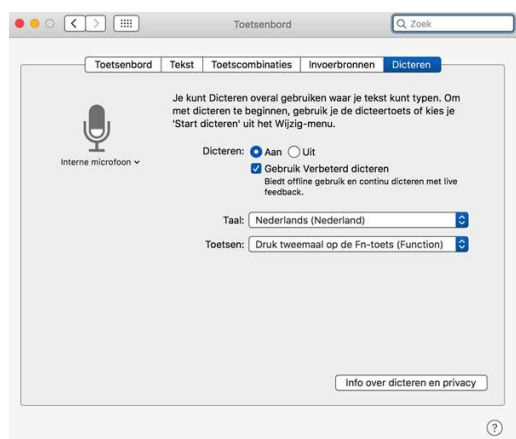 Toetsenbord
Zoek
Toetsenbord
Tekst
Toetscombinaties
Invoerbronnen
Dicteren
Je kunt Dicteren overal gebruiken waar je tekst kunt typen. Om
met dicteren te beginnen, gebruik je de dicteertoets of kies je
'Start dicteren' uit het Wijzig-menu.
Interne microfoon
Dicteren: Aan Uit
Gebruik Verbeterd dicteren
Biedt offline gebruik en continu dicteren met live
feedback.
Taal: Nederlands (Nederland)
Toetsen: Druk tweemaal op de Fn-toets (Function)
Info over dicteren en privacy
?